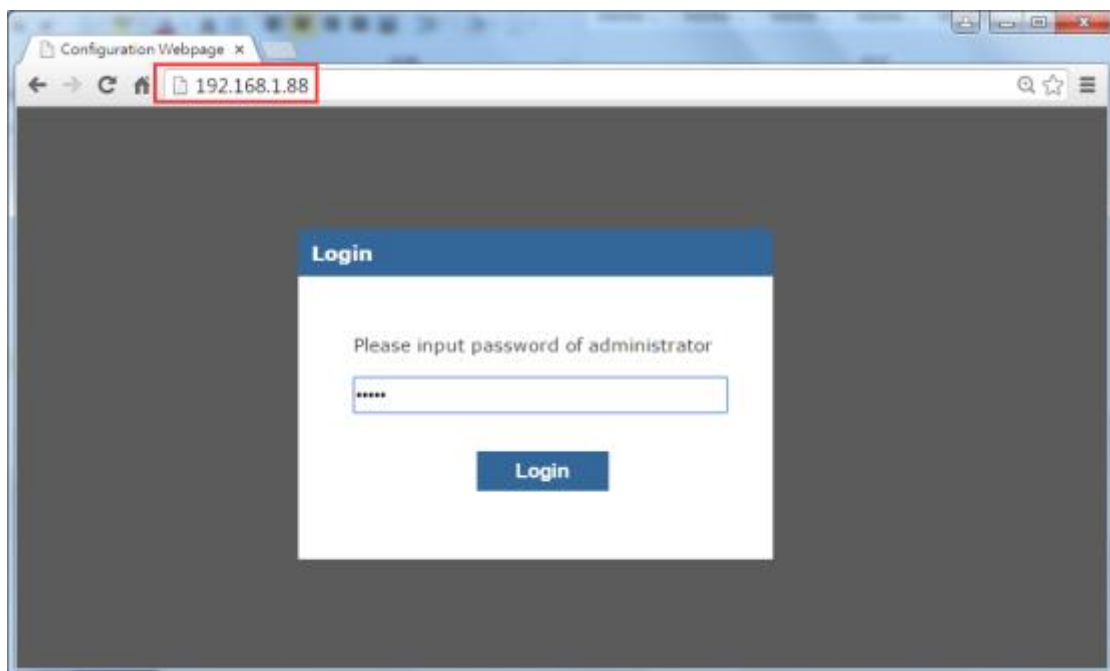 Configuration Webpage
192.168.1.88
Login
Please input password of administrator
•••••
Login